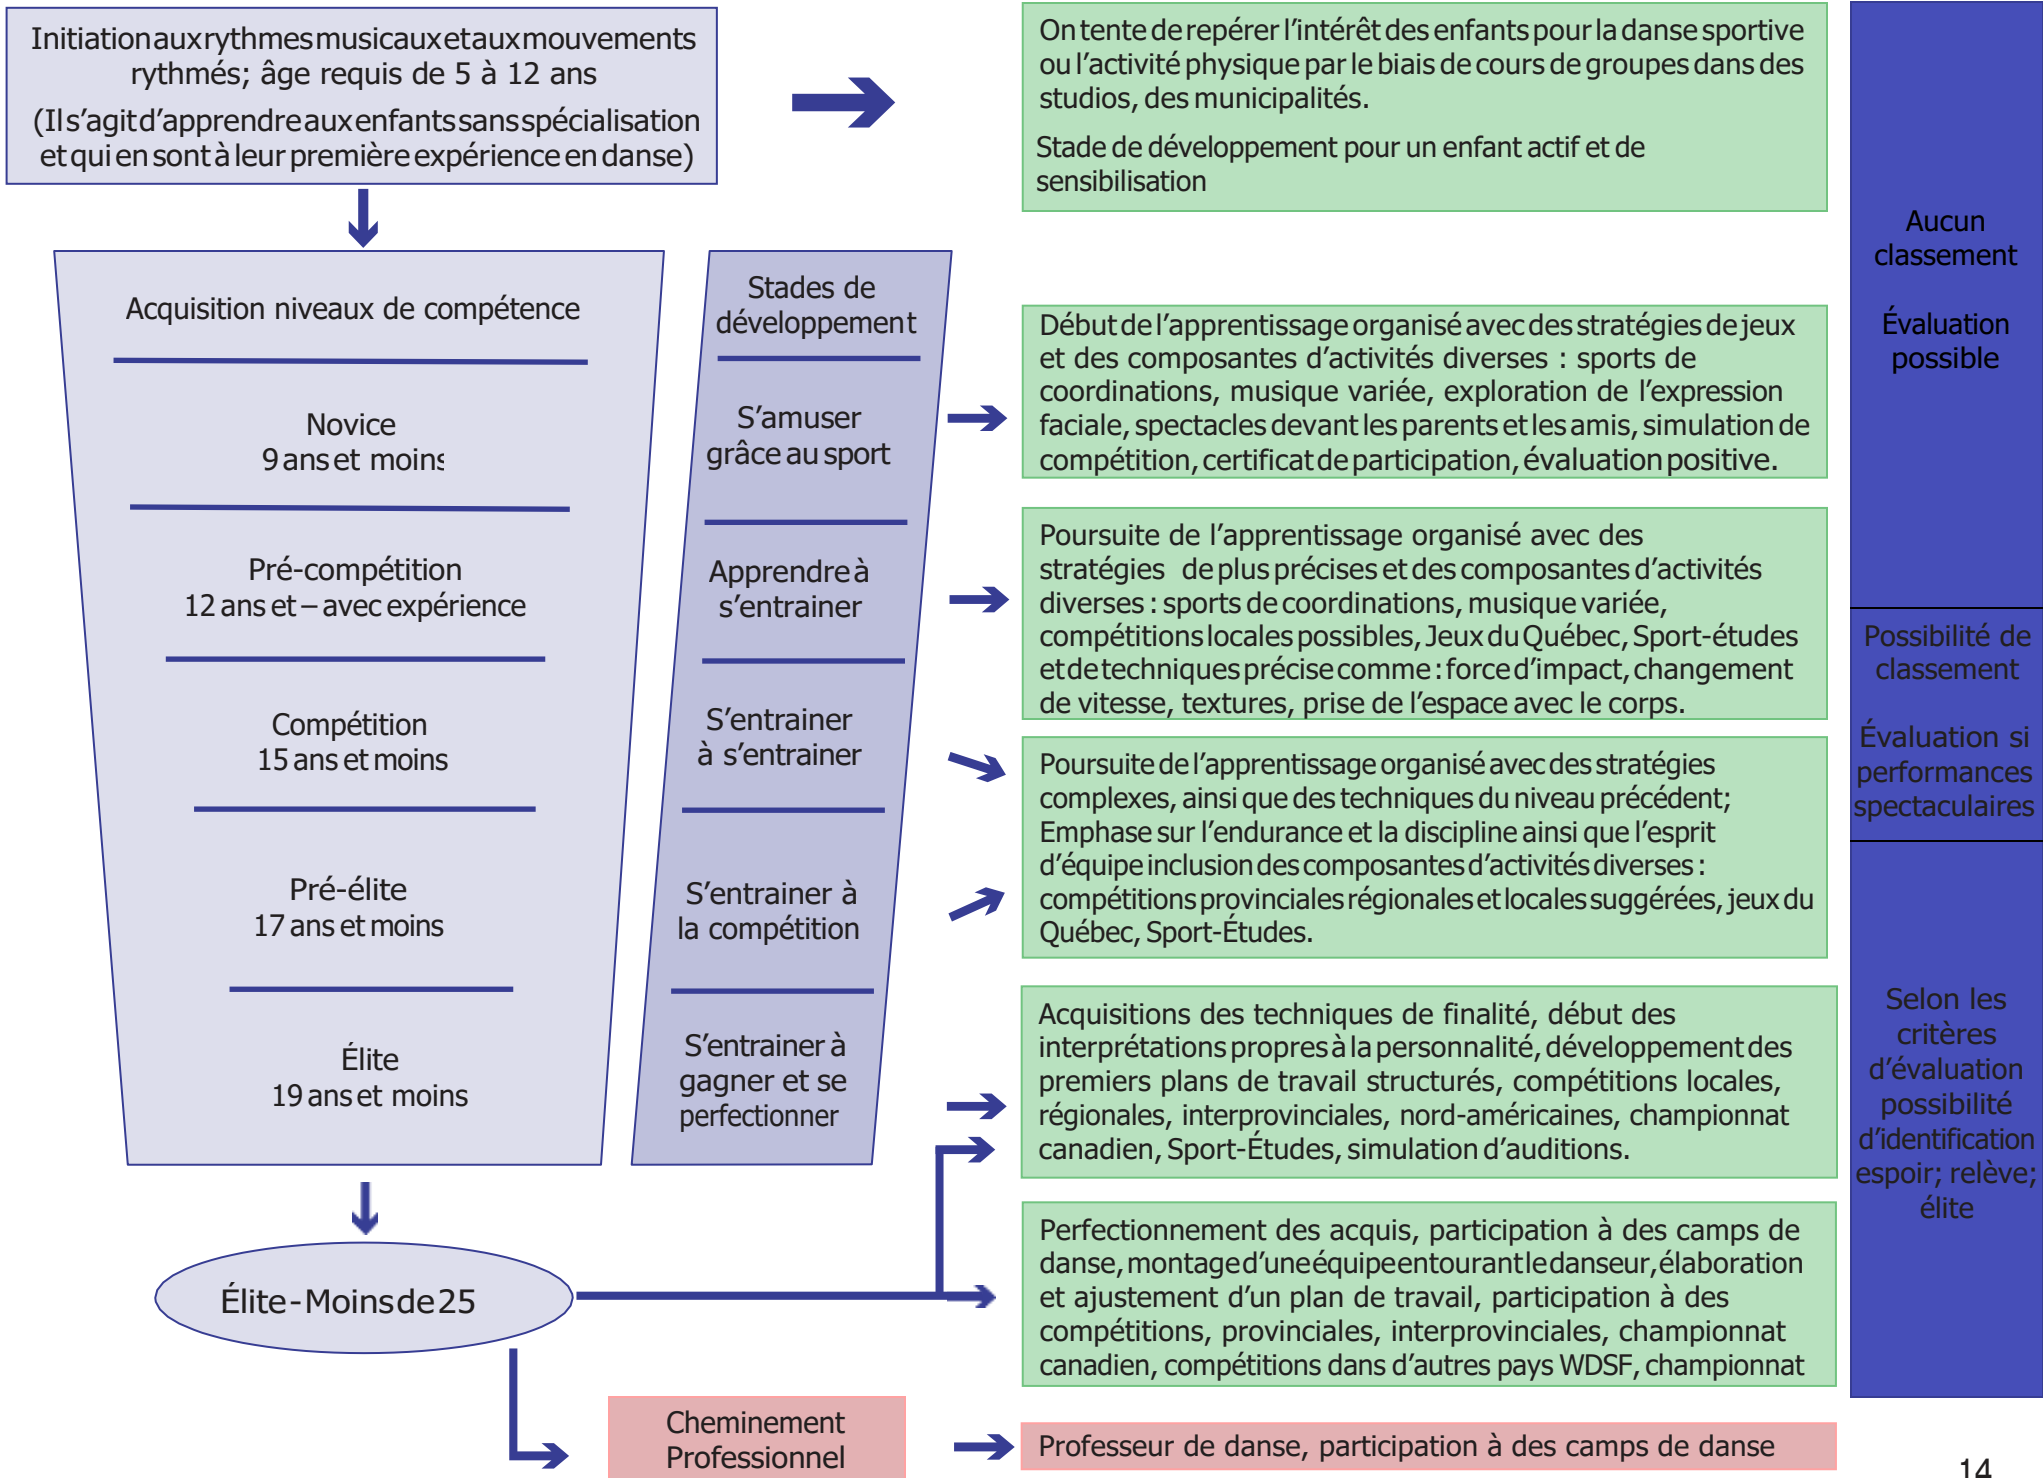 Initiation aux rythmes musicaux et aux mouvements
rythmés; âge requis de 5 à 12 ans
(Il s'agit d'apprendre aux enfants sans spécialisation
et qui en sont à leur première expérience en danse)
On tente de repérer l'intérêt des enfants pour la danse sportive
ou l'activité physique par le biais de cours de groupes dans des
studios, des municipalités.
Stade de développement pour un enfant actif et de
sensibilisation
Acquisition niveaux de compétence
Novice
9 ans et moins
Pré-compétition
12 ans et – avec expérience
Compétition
15 ans et moins
Pré-élite
17 ans et moins
Élite
19 ans et moins
Stades de
développement
S'amuser
grâce au sport
Apprendre à
s'entrainer
S'entrainer
à s'entrainer
S'entrainer à
la compétition
S'entrainer à
gagner et se
perfectionner
Début de l'apprentissage organisé avec des stratégies de jeux
et des composantes d'activités diverses : sports de
coordinations, musique variée, exploration de l'expression
faciale, spectacles devant les parents et les amis, simulation de
compétition, certificat de participation, évaluation positive.
Poursuite de l'apprentissage organisé avec des
stratégies de plus précises et des composantes d'activités
diverses : sports de coordinations, musique variée,
compétitions locales possibles, Jeux du Québec, Sport-études
et de techniques précise comme : force d'impact, changement
de vitesse, textures, prise de l'espace avec le corps.
Poursuite de l'apprentissage organisé avec des stratégies
complexes, ainsi que des techniques du niveau précédent;
Emphase sur l'endurance et la discipline ainsi que l'esprit
d'équipe inclusion des composantes d'activités diverses :
compétitions provinciales régionales et locales suggérées, jeux du
Québec, Sport-Études.
Acquisitions des techniques de finalité, début des
interprétations propres à la personnalité, développement des
premiers plans de travail structurés, compétitions locales,
régionales, interprovinciales, nord-américaines, championnat
canadien, Sport-Études, simulation d'auditions.
Élite - Moins de 25
Perfectionnement des acquis, participation à des camps de
danse, montage d'une équipe entourant le danseur, élaboration
et ajustement d'un plan de travail, participation à des
compétitions, provinciales, interprovinciales, championnat
canadien, compétitions dans d'autres pays WDSF, championnat
Cheminement
Professionnel
Professeur de danse, participation à des camps de danse
Aucun
classement
Évaluation
possible
Possibilité de
classement
Évaluation si
performances
spectaculaires
Selon les
critères
d'évaluation
possibilité
d'identification
espoir; relève;
élite
14